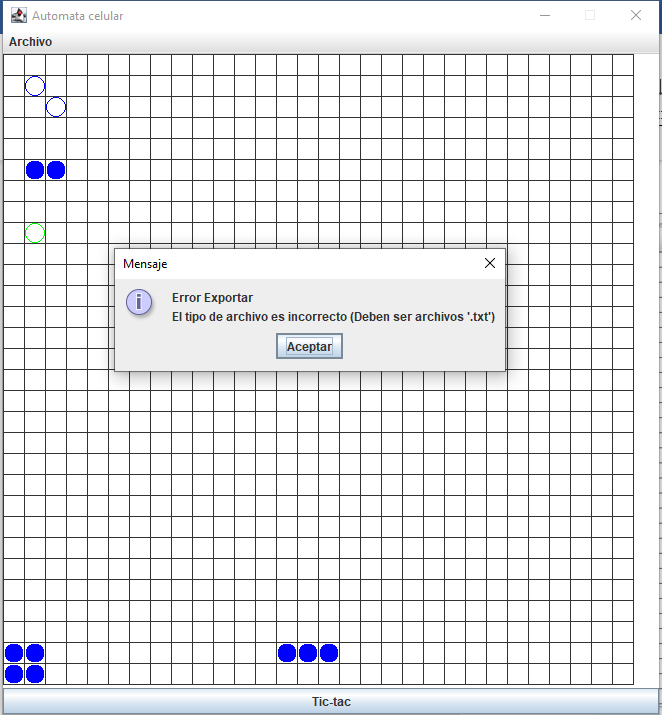 Automata celular
Archivo
Mensaje
Error Exportar
El tipo de archivo es incorrecto (Deben ser archivos '.txt')
Aceptar
Tic-tac